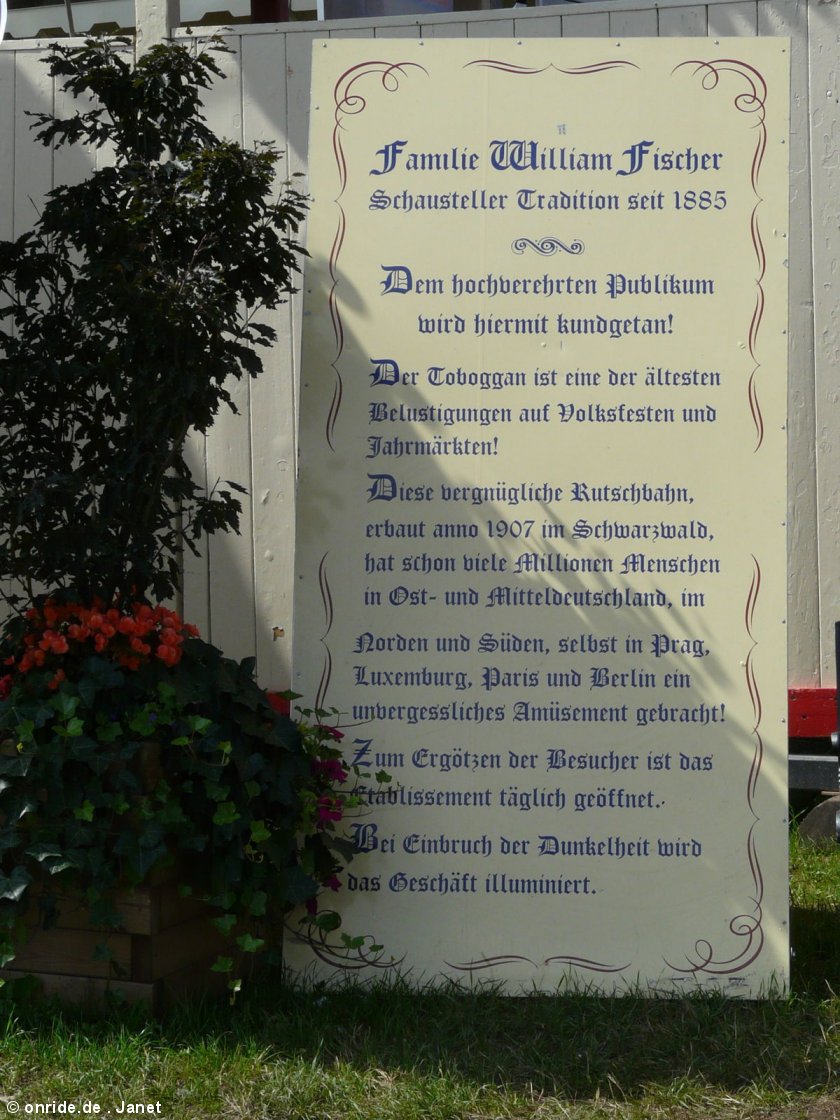 Familie William Fischer
Schausteller Tradition seit 1885
Dem hochverehrten Publikum
wird hiermit kundgetan!
Der Toboggan ist eine der ältesten
Belustigungen auf Volksfesten und
Jahrmärkten!
Diese vergnügliche Rutschbahn,
erbaut anno 1907 im Schwarzwald,
hat schon viele Millionen Menschen
in Ost- und Mitteldeutschland, im
Norden und Süden, selbst in Prag,
Luxemburg, Paris und Berlin ein
unvergessliches Amüsement gebracht!
Zum Ergötzen der Besucher ist das
Etablissement täglich geöffnet.
Bei Einbruch der Dunkelheit wird
das Geschäft illuminiert.
© onride.de . Janet